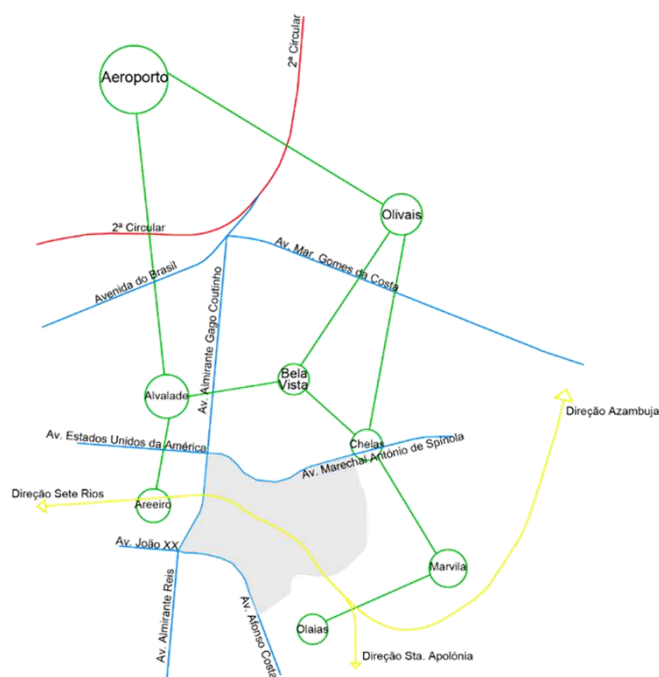 2ª Circular
Aeroporto
Olivais
2ª Circular
Av. Mar. Gomes da Costa
Avenida do Brasil
Av. Almirante Gago Coutinho
Bela
Vista
Alvalade
Direção Azambuja
Av. Estados Unidos da América
Chelas
Av. Marechal António de Spínola
Direção Sete Rios
Areeiro
Av. João XX
Marvila
Av. Almirante Reis
Av. Afonso Costa
Olaias
Direção Sta. Apolónia